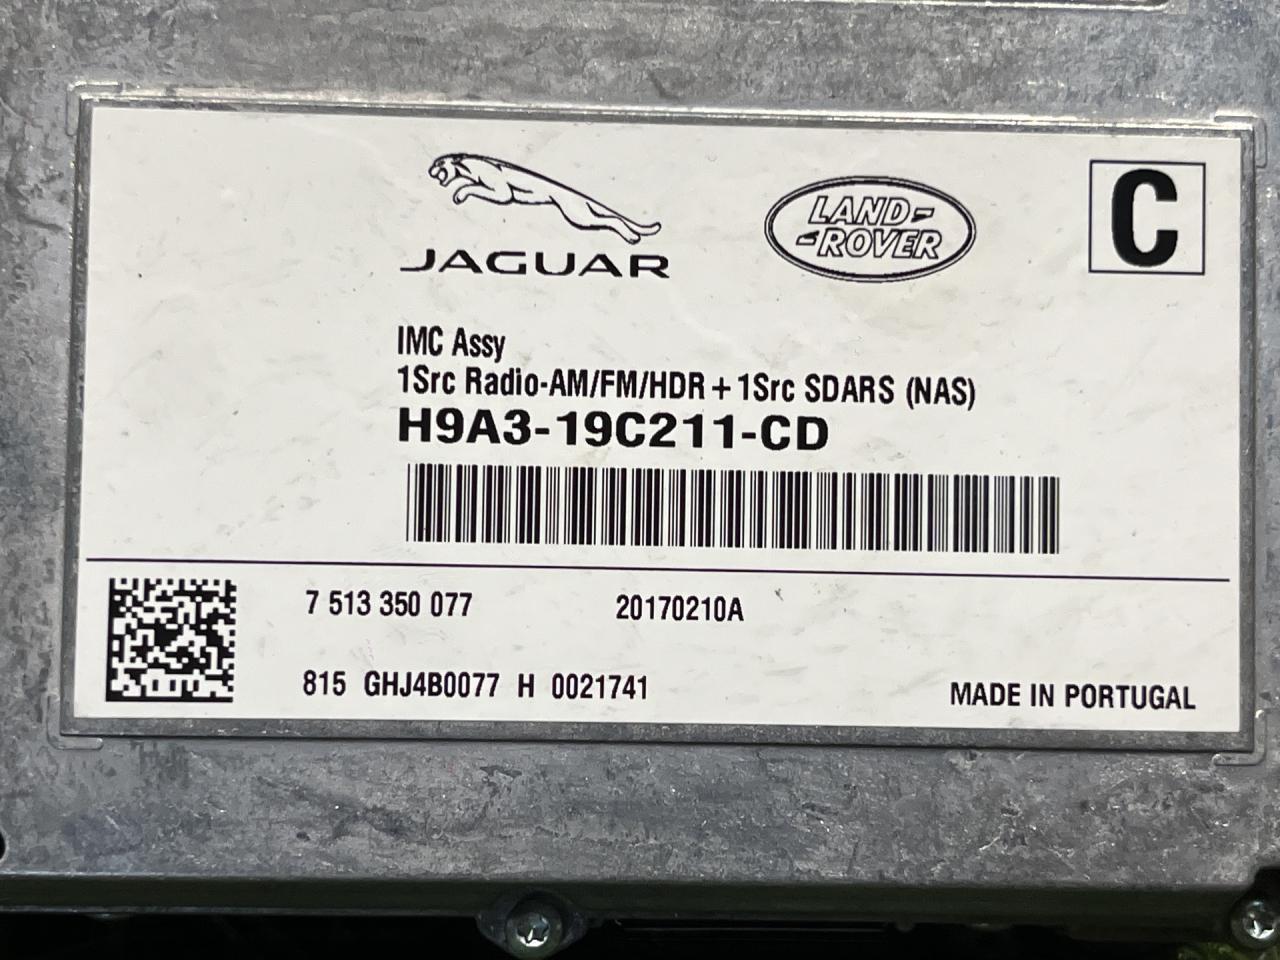 JAGUAR
LAND-
-ROVER
C
IMC Assy
1Src Radio-AM/FM/HDR + 1Src SDARS (NAS)
H9A3-19C211-CD
7 513 350 077
20170210A
815 GHJ4B0077 H 0021741
MADE IN PORTUGAL